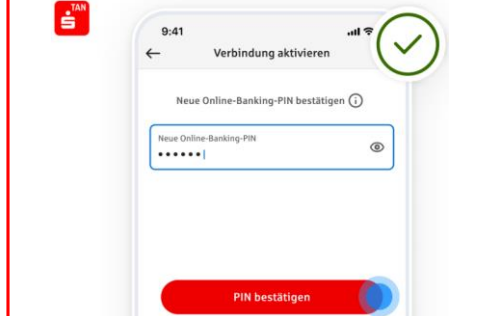 TAN
S
9:41
Verbindung aktivieren
Neue Online-Banking-PIN bestätigen
Neue Online-Banking-PIN
••••••
PIN bestätigen